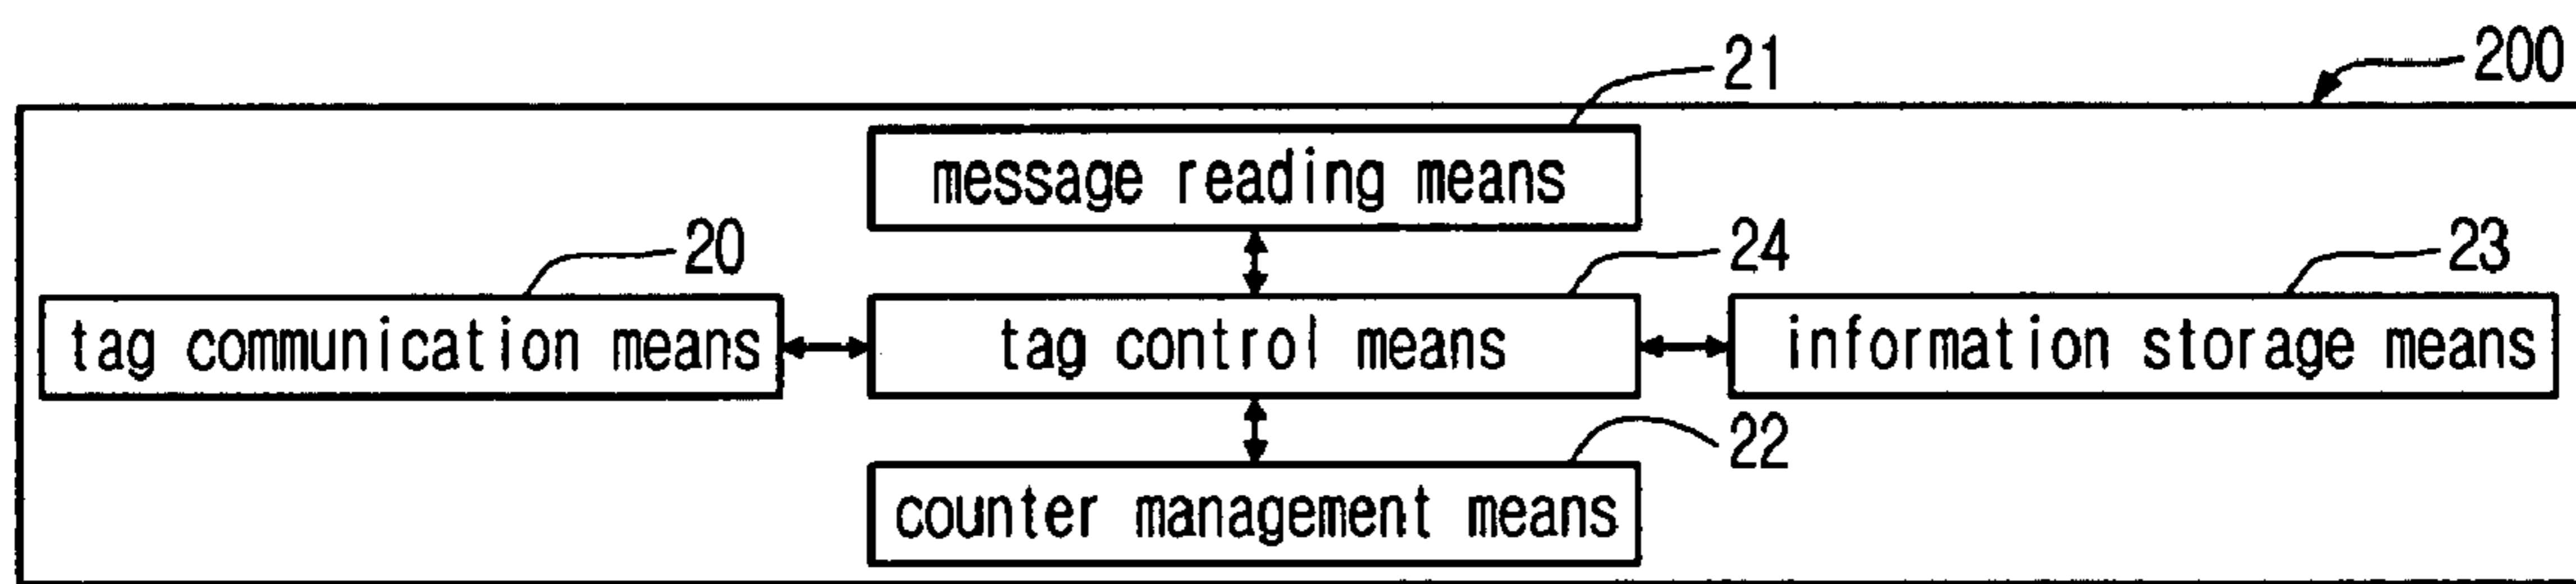 21
200
message reading means
20
24
23
tag communication means
tag control means
information storage means
22
counter management means